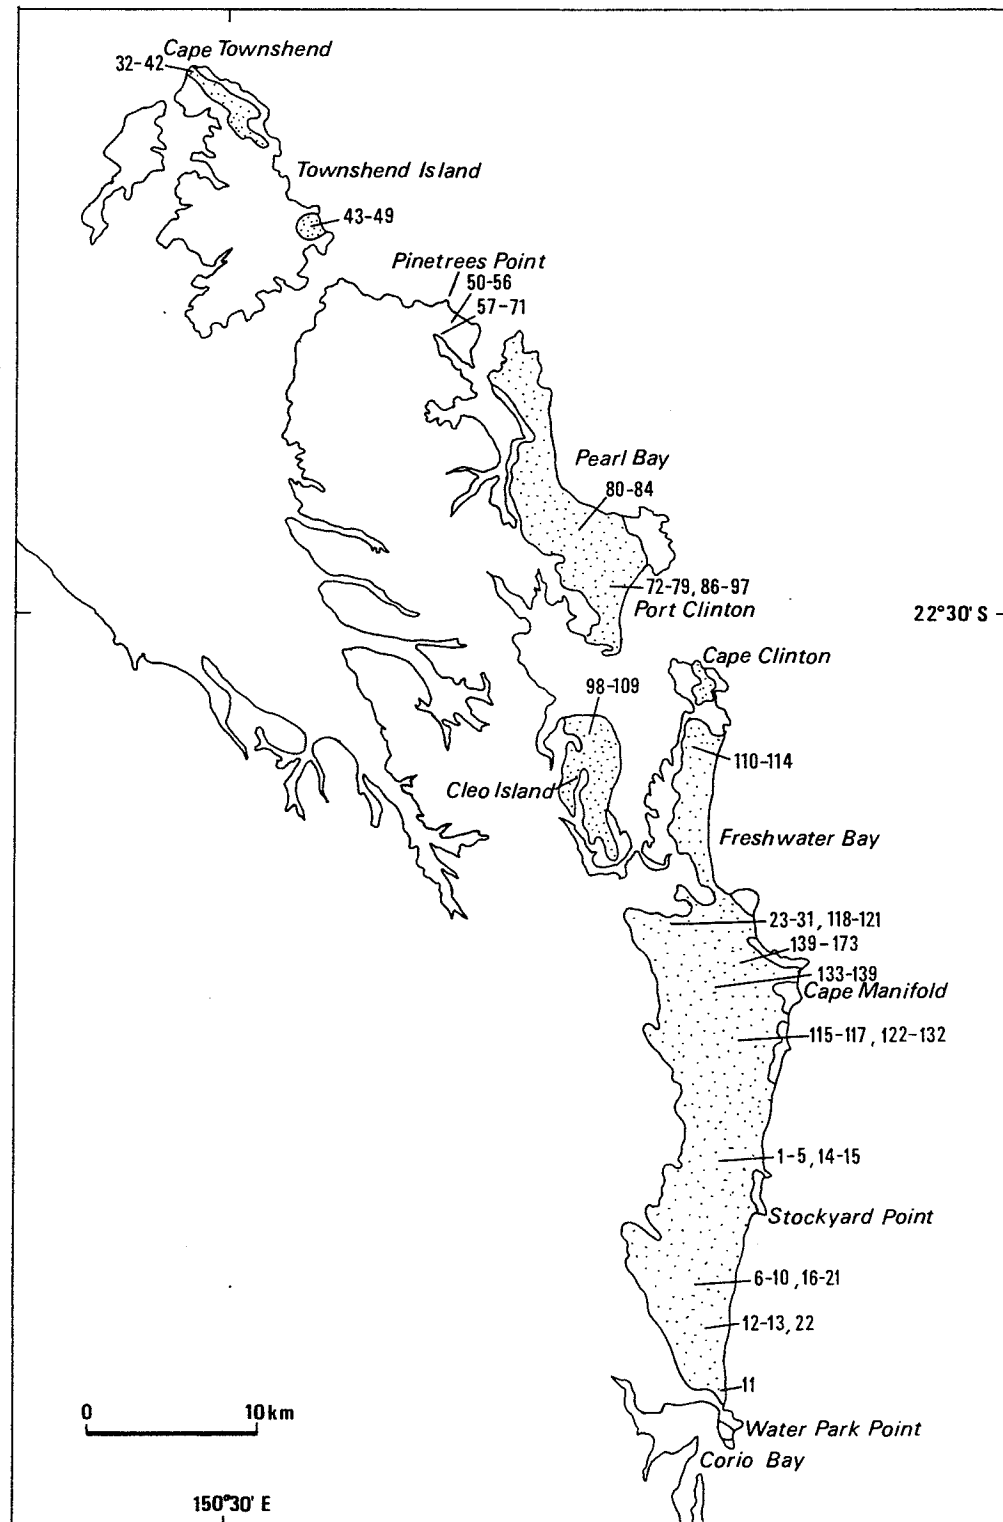 Cape Townshend
32-42
Townshend Island
43-49
Pinetrees Point
50-56
57-71
Pearl Bay
80-84
72-79, 86-97
Port Clinton
22°30' S
Cape Clinton
98-109
110-114
Cleo Island
Freshwater Bay
23-31, 118-121
139-173
133-139
Cape Manifold
115-117, 122-132
1-5, 14-15
Stockyard Point
6-10, 16-21
12-13, 22
11
0 10km
Water Park Point
Corio Bay
150°30' E